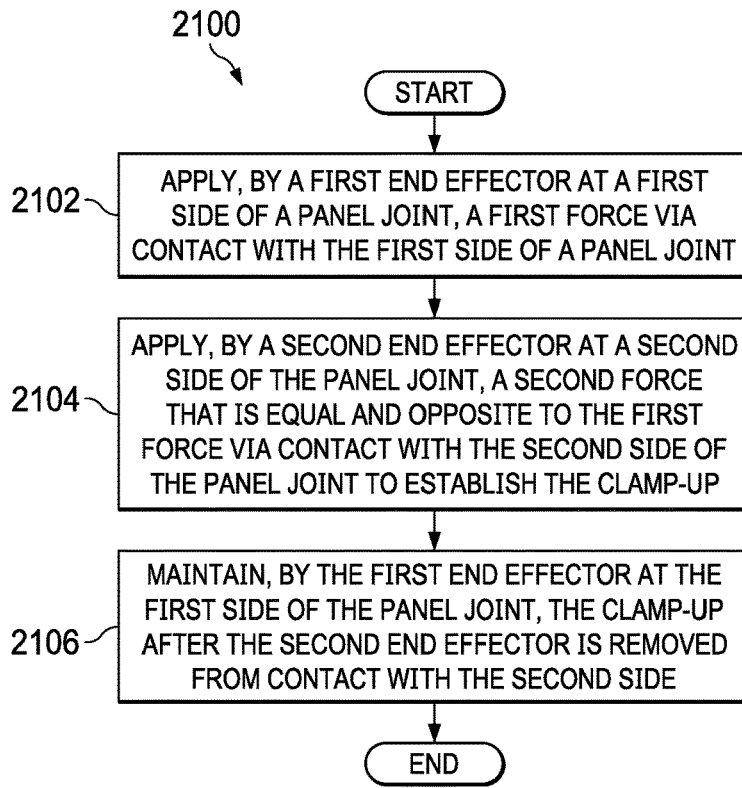 2100
START
2102
APPLY, BY A FIRST END EFFECTOR AT A FIRST
SIDE OF A PANEL JOINT, A FIRST FORCE VIA
CONTACT WITH THE FIRST SIDE OF A PANEL JOINT
2104
APPLY, BY A SECOND END EFFECTOR AT A SECOND
SIDE OF THE PANEL JOINT, A SECOND FORCE
THAT IS EQUAL AND OPPOSITE TO THE FIRST
FORCE VIA CONTACT WITH THE SECOND SIDE OF
THE PANEL JOINT TO ESTABLISH THE CLAMP-UP
2106
MAINTAIN, BY THE FIRST END EFFECTOR AT THE
FIRST SIDE OF THE PANEL JOINT, THE CLAMP-UP
AFTER THE SECOND END EFFECTOR IS REMOVED
FROM CONTACT WITH THE SECOND SIDE
END